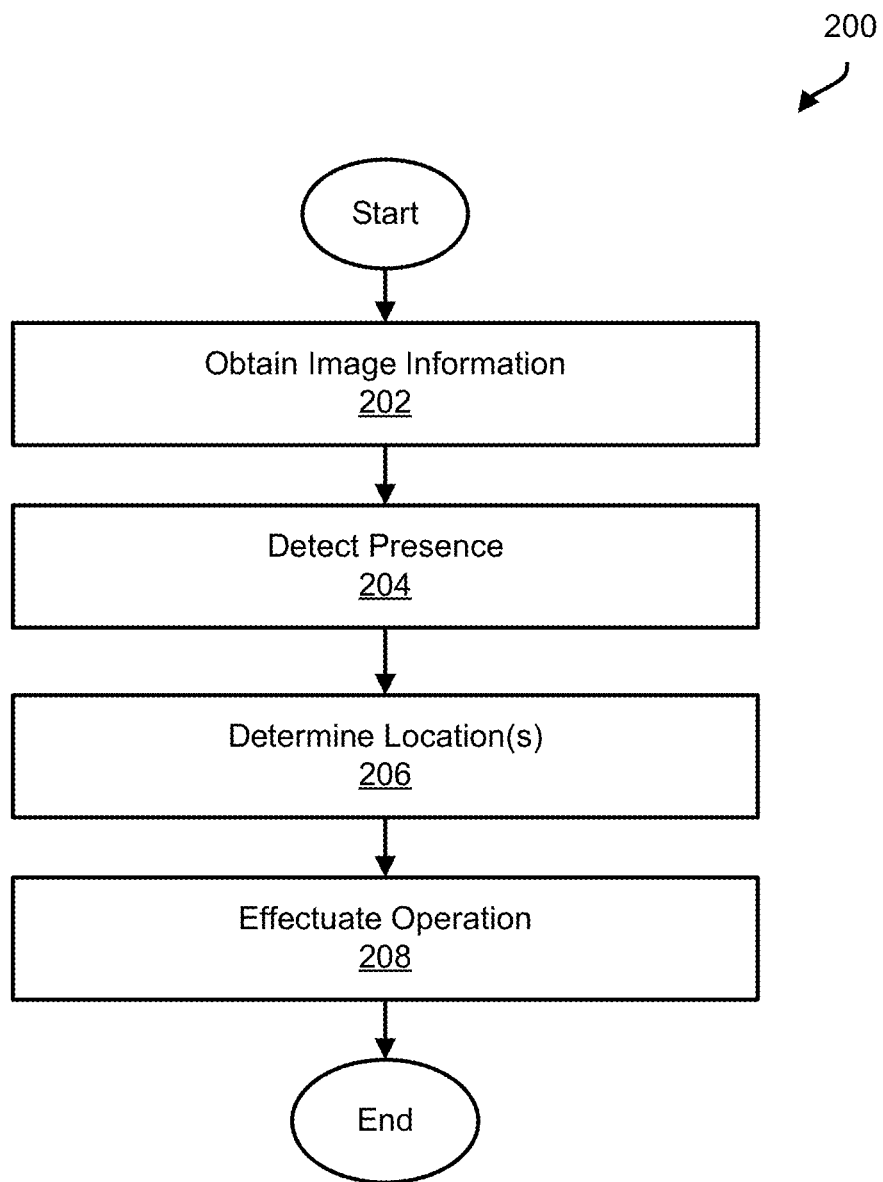 200
Start
Obtain Image Information
202
Detect Presence
204
Determine Location(s)
206
Effectuate Operation
208
End